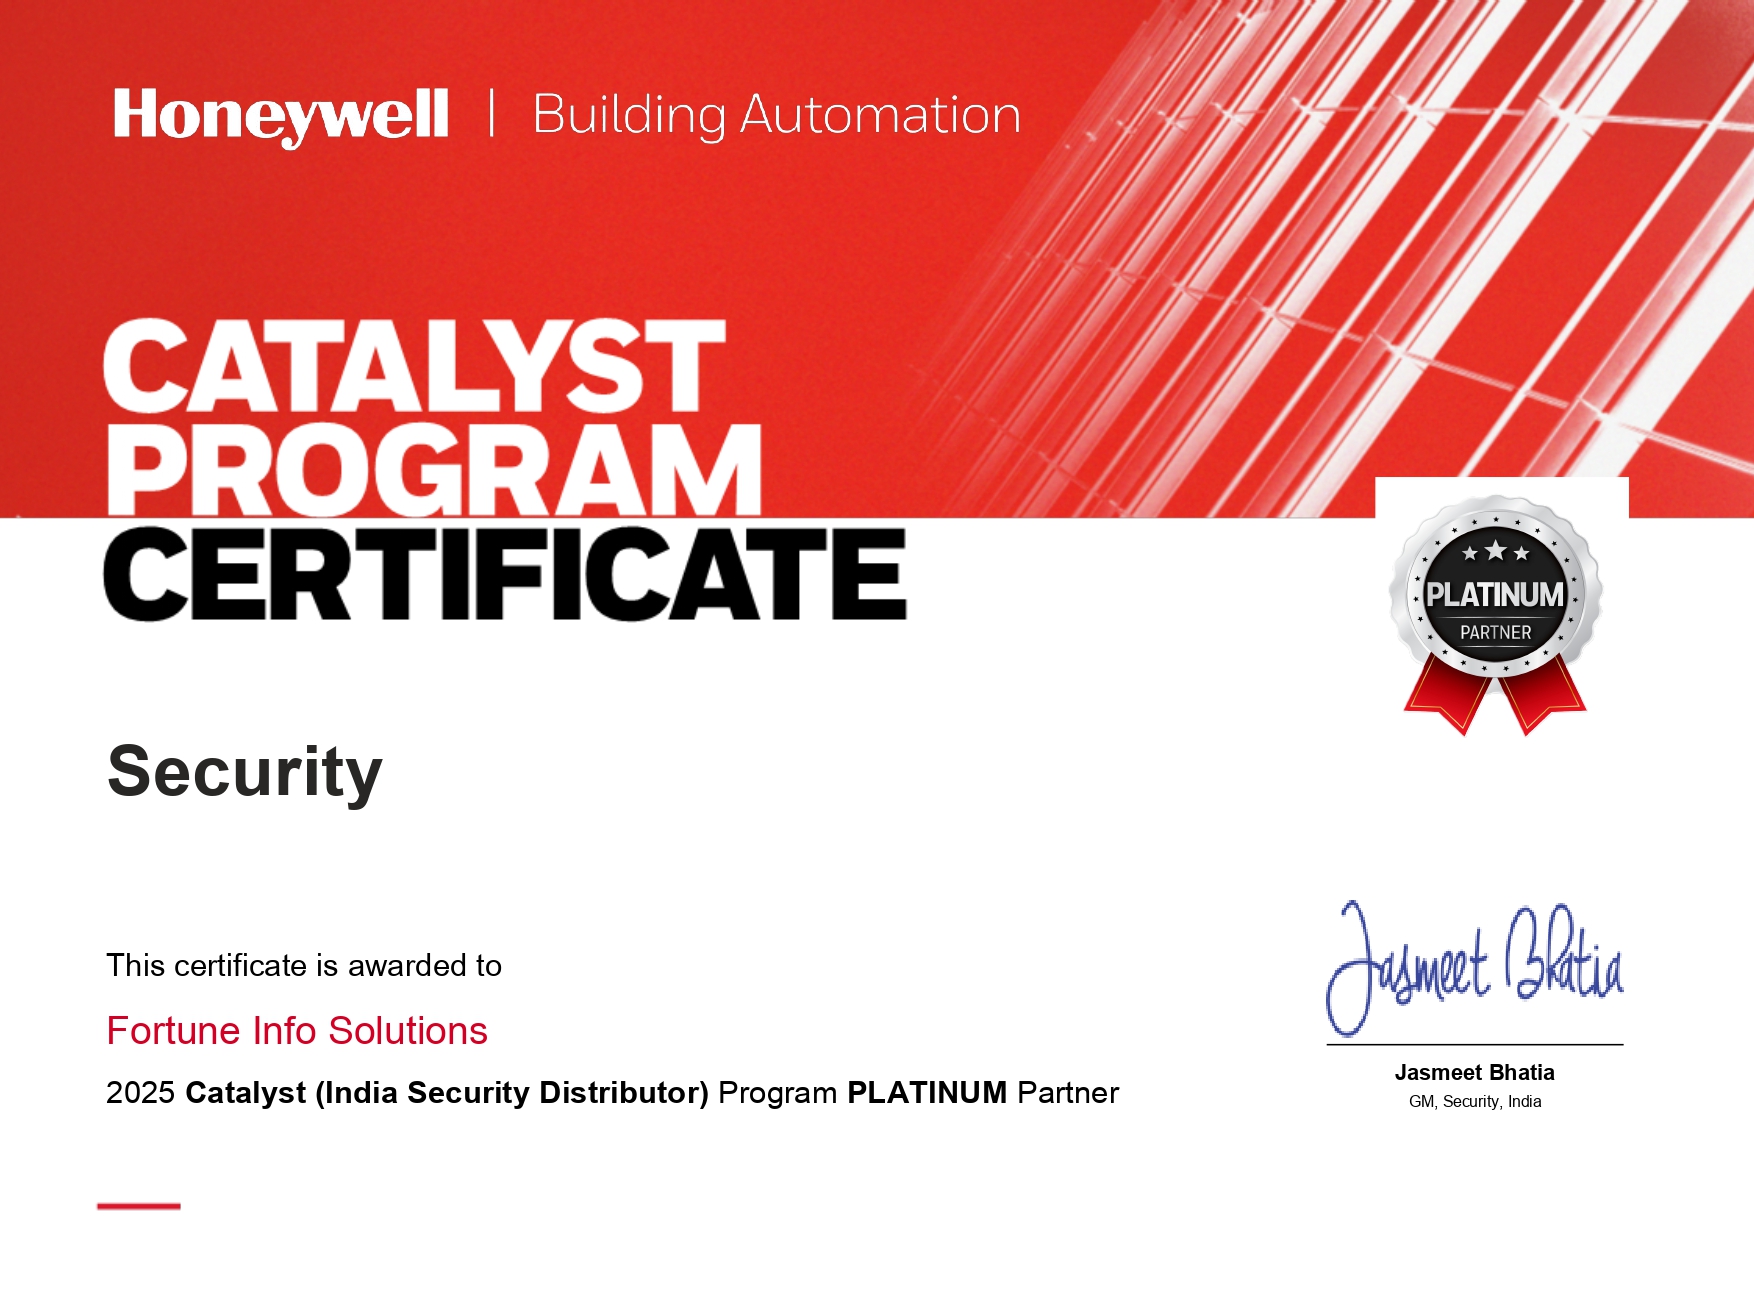 Honeywell | Building Automation
CATALYST
PROGRAM
CERTIFICATE
PLATINUM
PARTNER
Security
This certificate is awarded to
Fortune Info Solutions
2025 Catalyst (India Security Distributor) Program PLATINUM Partner
Jasmeet Bhatia
Jasmeet Bhatia
GM, Security, India